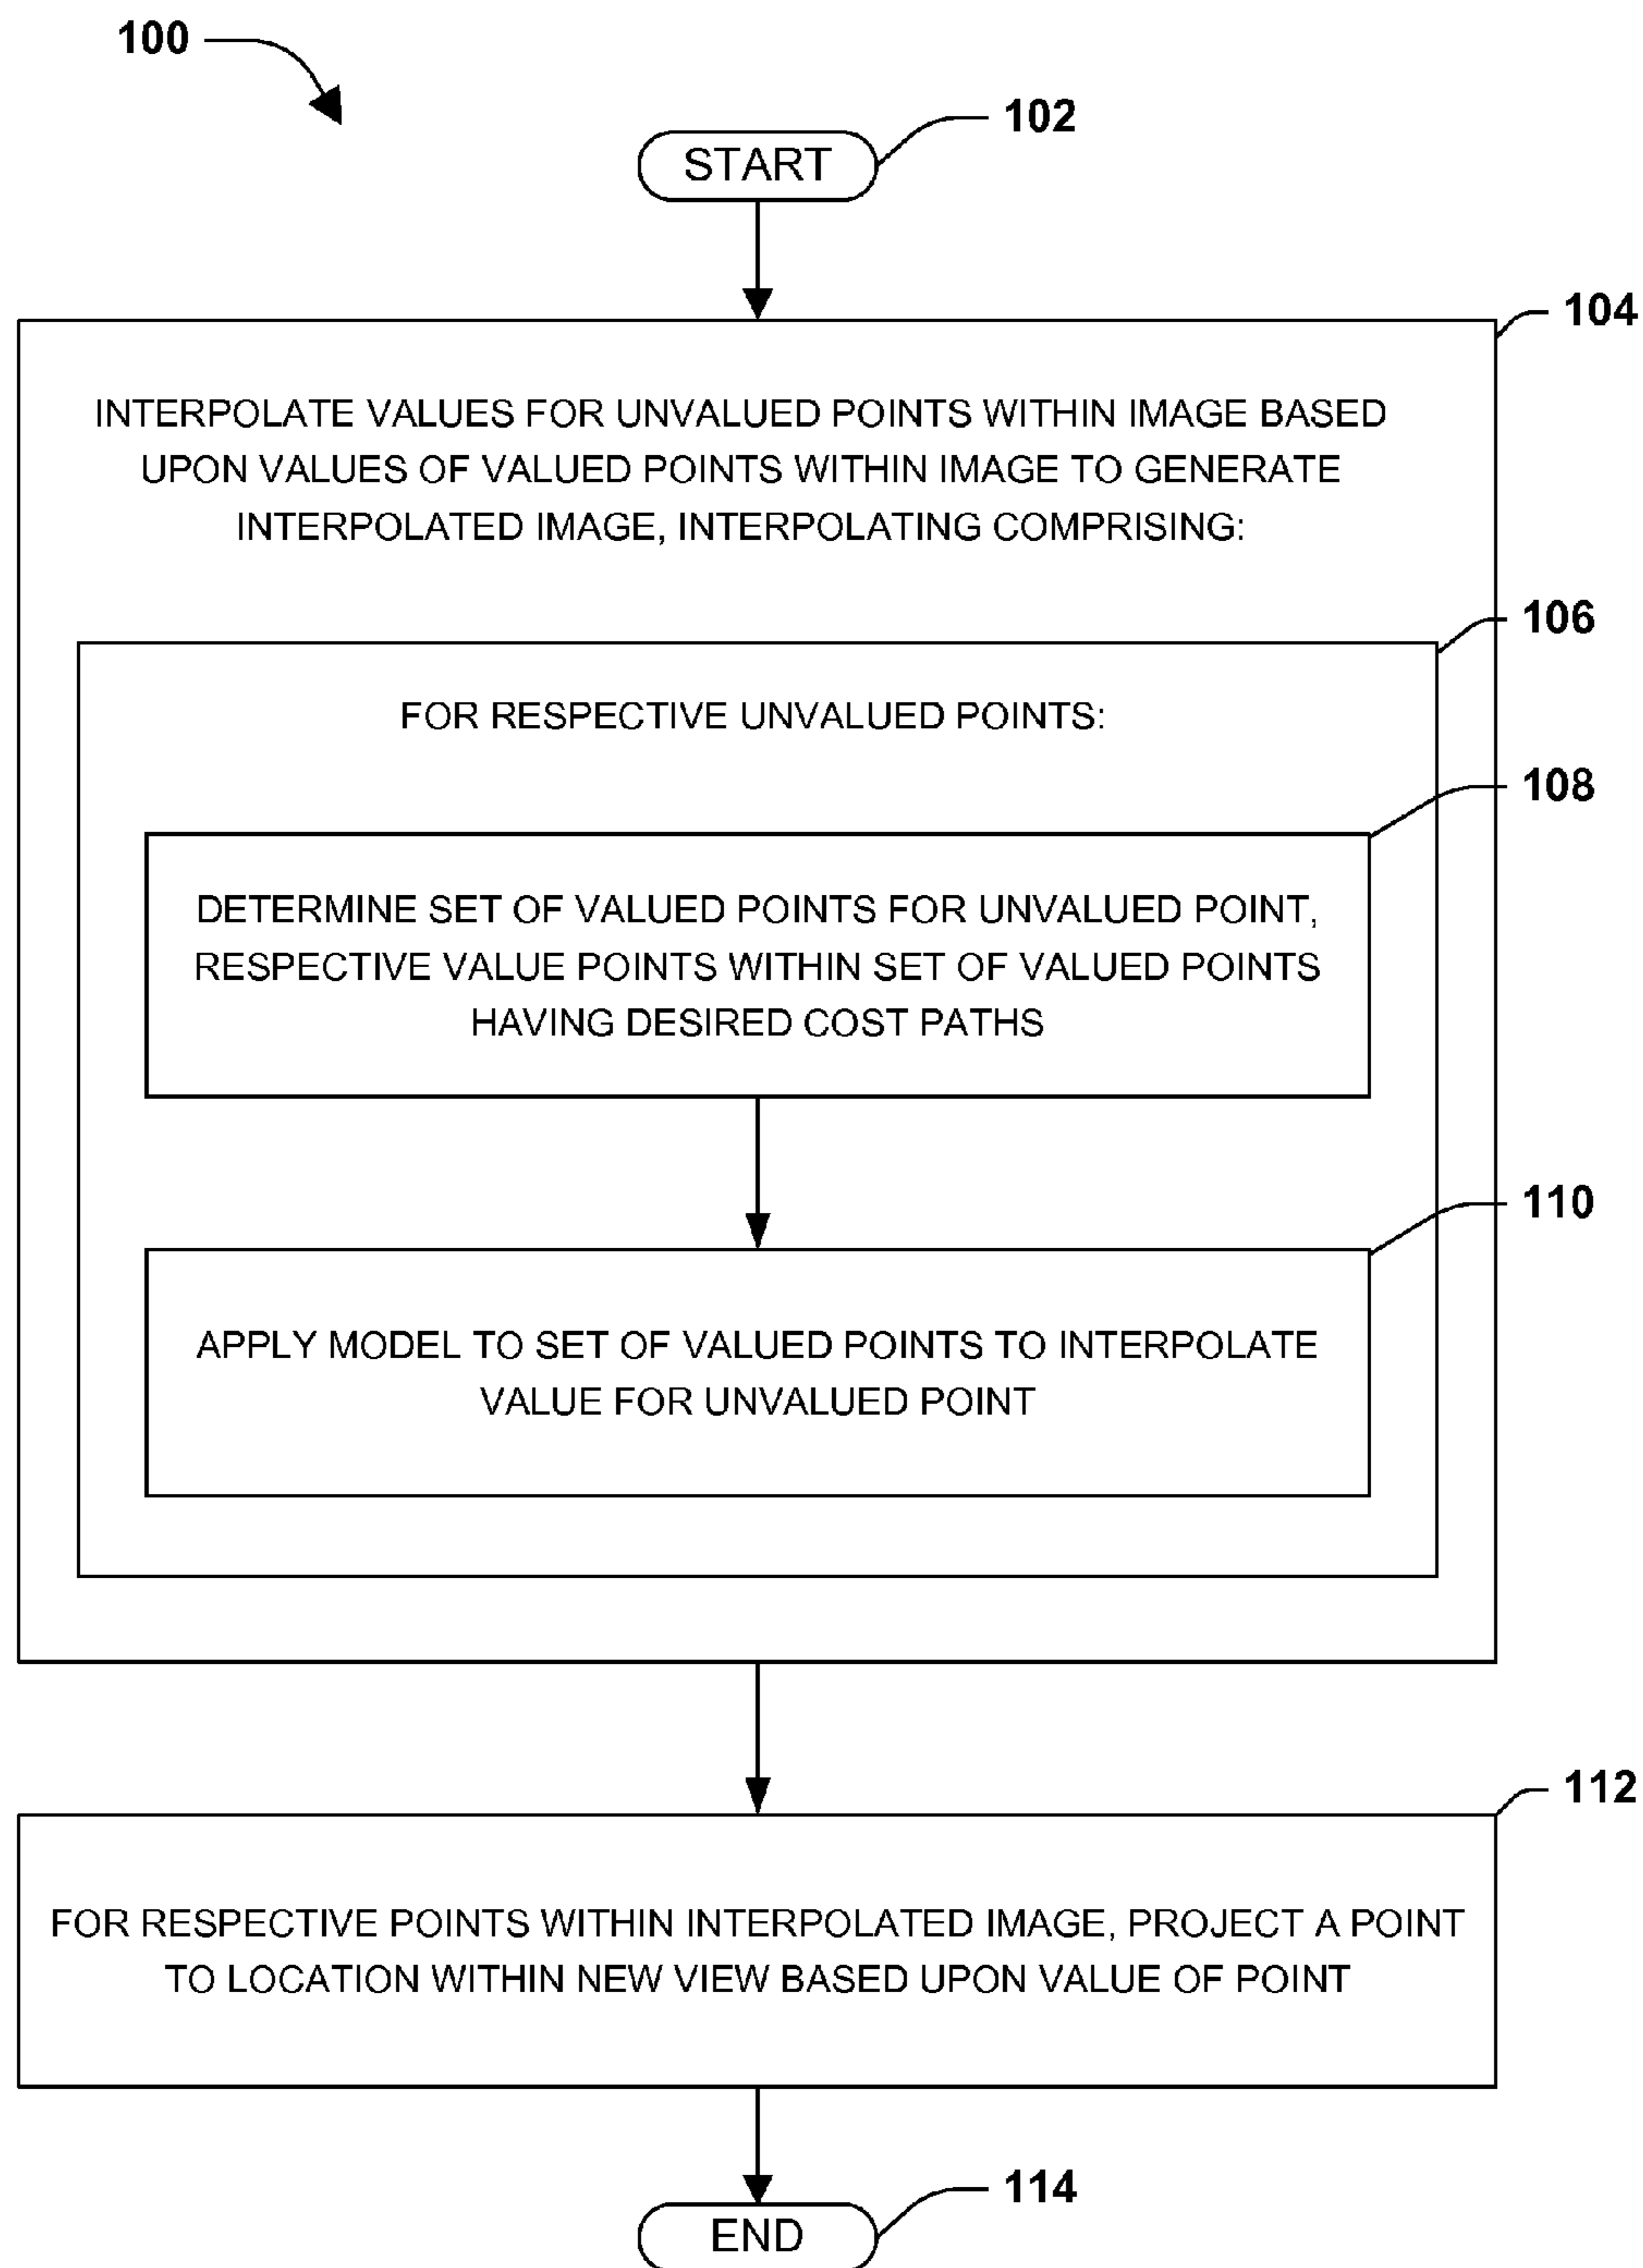 100
102
START
104
INTERPOLATE VALUES FOR UNVALUED POINTS WITHIN IMAGE BASED
UPON VALUES OF VALUED POINTS WITHIN IMAGE TO GENERATE
INTERPOLATED IMAGE, INTERPOLATING COMPRISING:
106
FOR RESPECTIVE UNVALUED POINTS:
108
DETERMINE SET OF VALUED POINTS FOR UNVALUED POINT,
RESPECTIVE VALUE POINTS WITHIN SET OF VALUED POINTS
HAVING DESIRED COST PATHS
110
APPLY MODEL TO SET OF VALUED POINTS TO INTERPOLATE
VALUE FOR UNVALUED POINT
112
FOR RESPECTIVE POINTS WITHIN INTERPOLATED IMAGE, PROJECT A POINT
TO LOCATION WITHIN NEW VIEW BASED UPON VALUE OF POINT
114
END